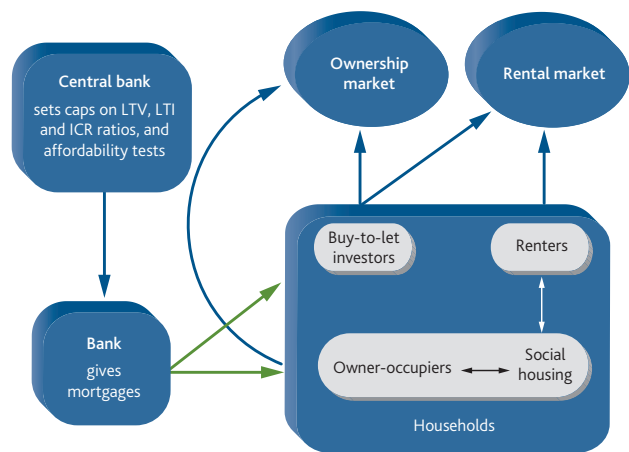 Central bank
sets caps on LTV, LTI
and ICR ratios, and
affordability tests
Ownership
market
Rental market
Buy-to-let
investors
Renters
Bank
gives
mortgages
Owner-occupiers
Social
housing
Households